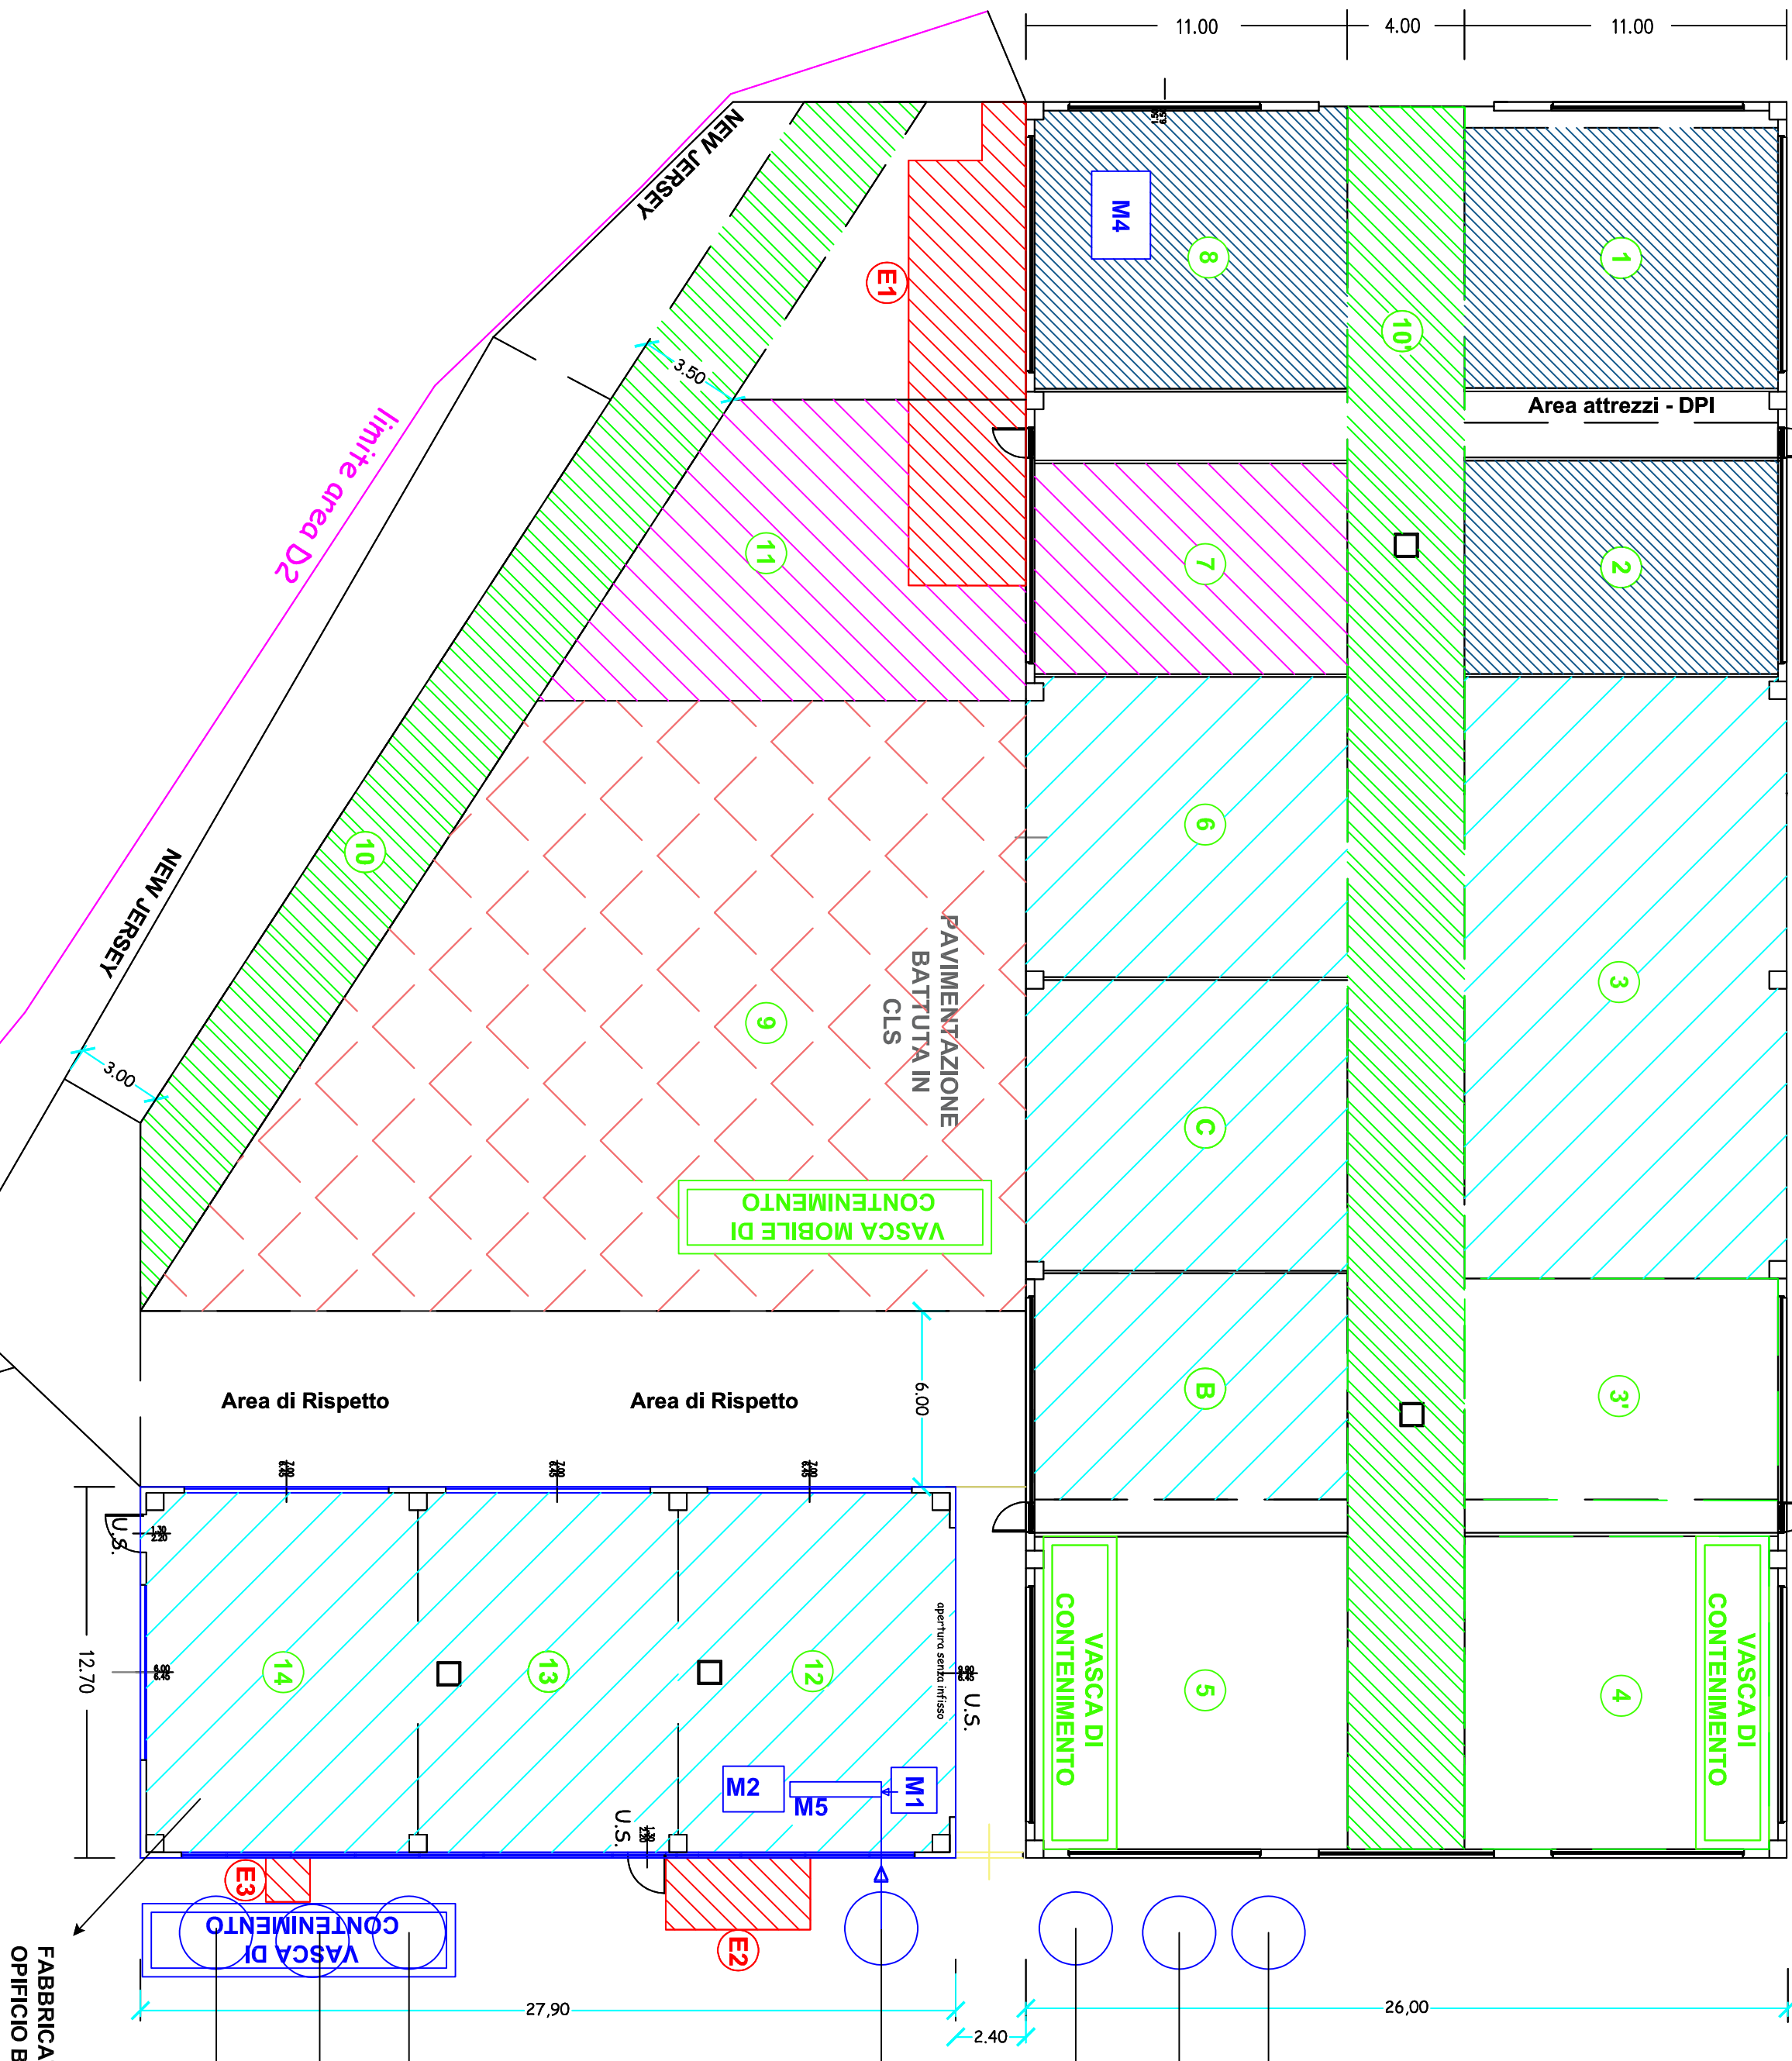 11.00
4.00
11.00
NEW JERSEY
M4
8
1
E1
10'
3.50
Area attrezzi - DPI
limite area D2
11
7
2
6
10
3
NEW JERSEY
9
PAVIMENTAZIONE
BATTUTA IN
CLS
3.00
C
VASCA MOBILE DI
CONTENIMENTO
B
3'
Area di Rispetto
Area di Rispetto
6.00
U.S.
1.20
2.20
14
13
12
apertura senza infisso
U.S.
5
4
VASCA DI
CONTENIMENTO
VASCA DI
CONTENIMENTO
12.70
M2
M5
M1
U.S.
E3
E2
VASCA DI
CONTENIMENTO
FABBRICA
OPIFICIO B
27,90
2.40
26,00